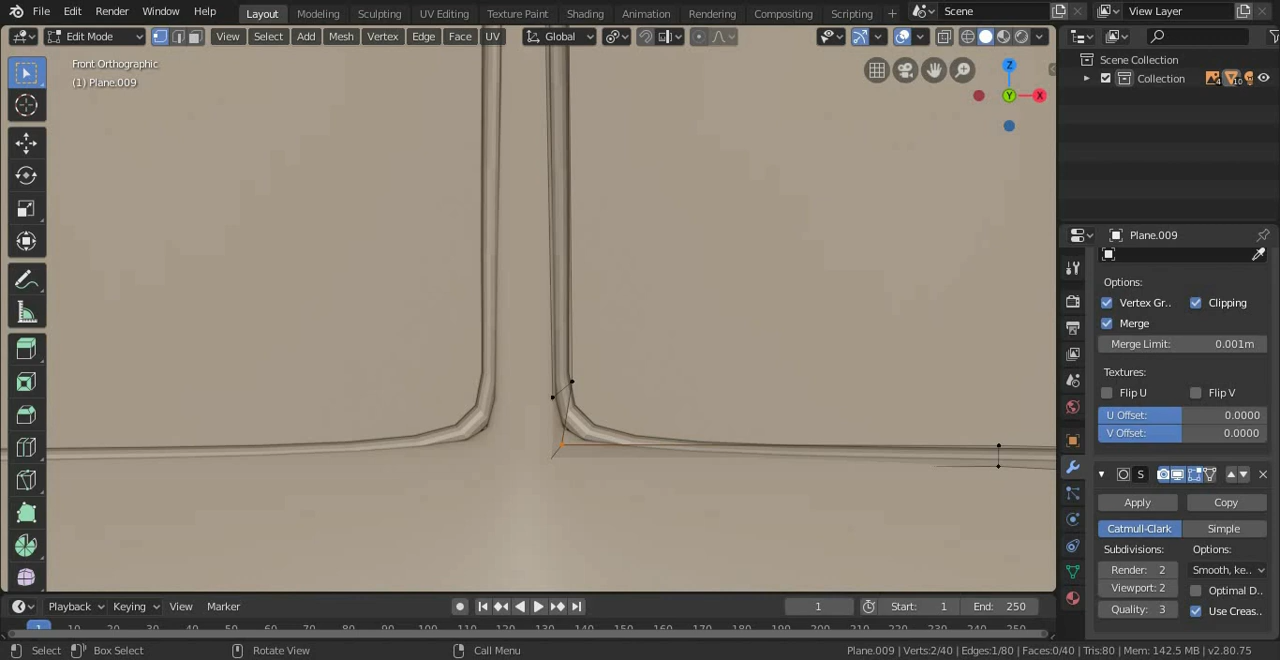 File Edit Render Window Help Layout Modeling Sculpting UV Editing Texture Paint Shading Animation Rendering Compositing Scripting + Scene View Layer
Edit Mode View Select Add Mesh Vertex Edge Face UV Global
Front Orthographic
(1) Plane.009
Z
Y
X
Scene Collection
Collection
4
10
Plane.009
Options:
Vertex Gr.. Clipping
Merge
Merge Limit: 0.001m
Textures:
Flip U Flip V
U Offset: 0.0000
V Offset: 0.0000
S
Apply Copy
Catmull-Clark Simple
Subdivisions: Options:
Render: 2 Smooth, ke..
Viewport: 2 Optimal D..
Quality: 3 Use Creas..
Playback Keying View Marker 1 Start: 1 End: 250
1 10 20 30 40 50 60 70 80 90 100 110 120 130 140 150 160 170 180 190 200 210 220 230 240 250
Select Box Select Rotate View Call Menu Plane.009 | Verts:2/40 | Edges:1/80 | Faces:0/40 | Tris:80 | Mem: 142.5 MB | v2.80.75